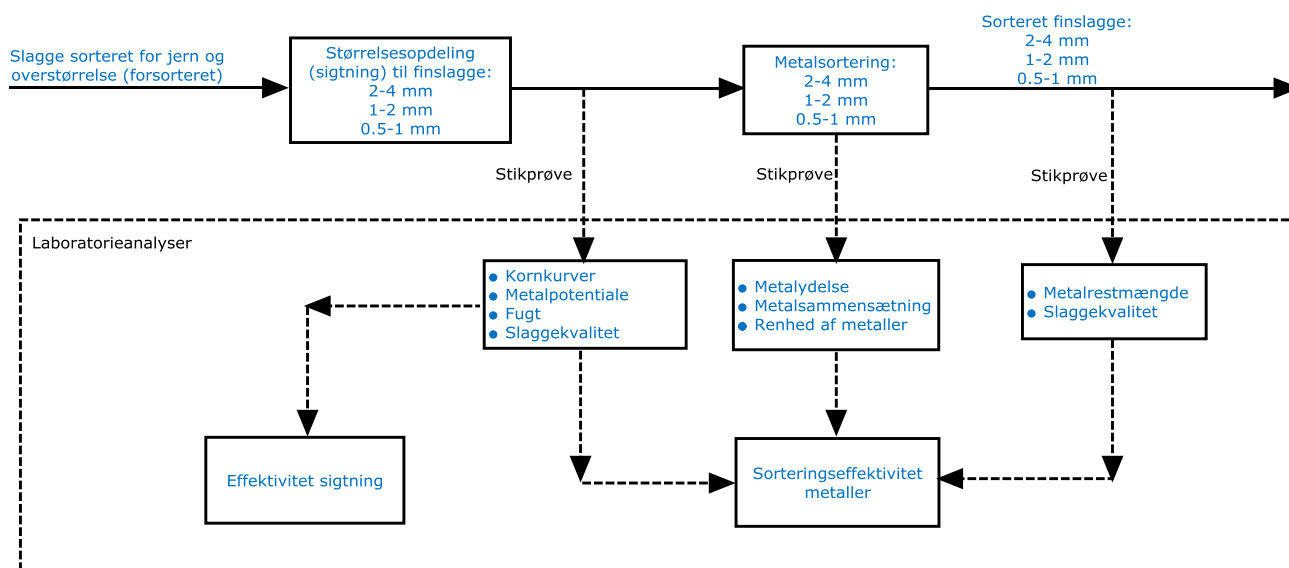 Slagge sorteret for jern og
overstørrelse (forsorteret)
Størrelsesopdeling
(sigtning) til finslagge:
2-4 mm
1-2 mm
0.5-1 mm
Metalsortering:
2-4 mm
1-2 mm
0.5-1 mm
Sorteret finslagge:
2-4 mm
1-2 mm
0.5-1 mm
Stikprøve
Stikprøve
Stikprøve
Laboratorieanalyser
● Kornkurver
● Metalpotentiale
● Fugt
● Slaggekvalitet
● Metalydelse
● Metalsammensætning
● Renhed af metaller
● Metalrestmængde
● Slaggekvalitet
Effektivitet sigtning
Sorteringseffektivitet
metaller